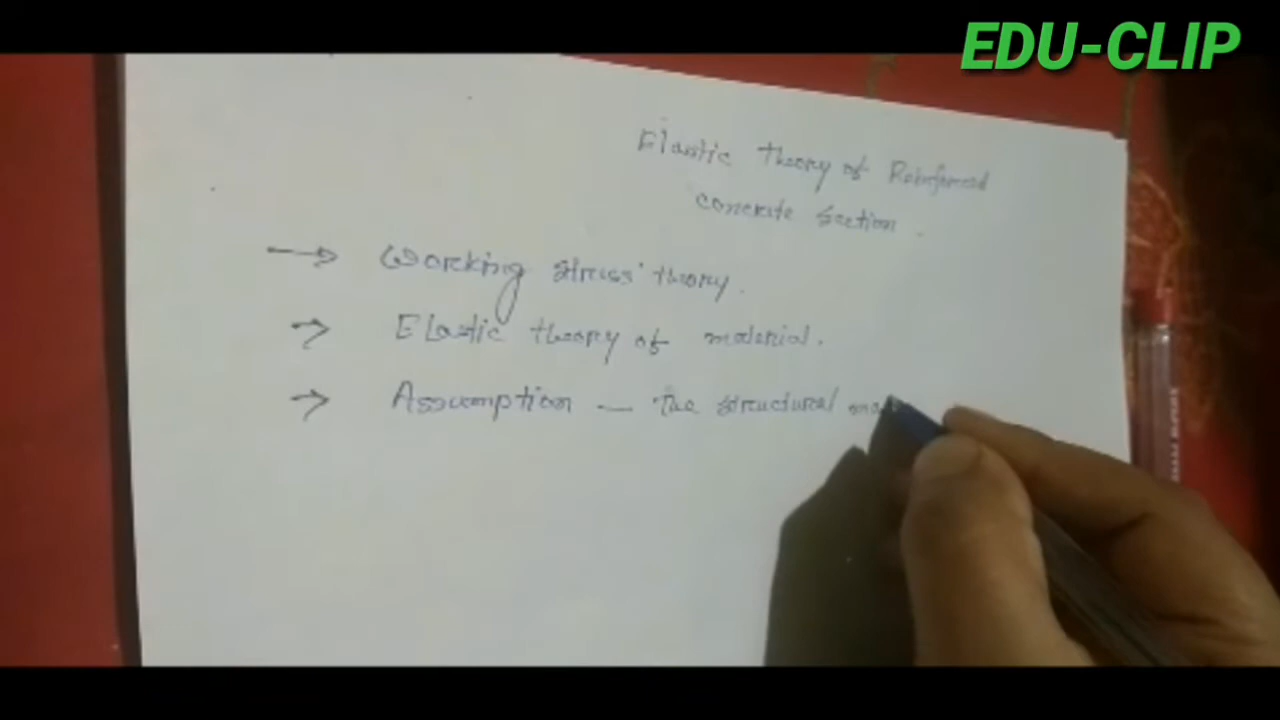 EDU-CLIP
Elastic theory of Reinforced
concrete Section.
→ Working stress theory.
→ Elastic theory of material.
→ Assumption — The structural